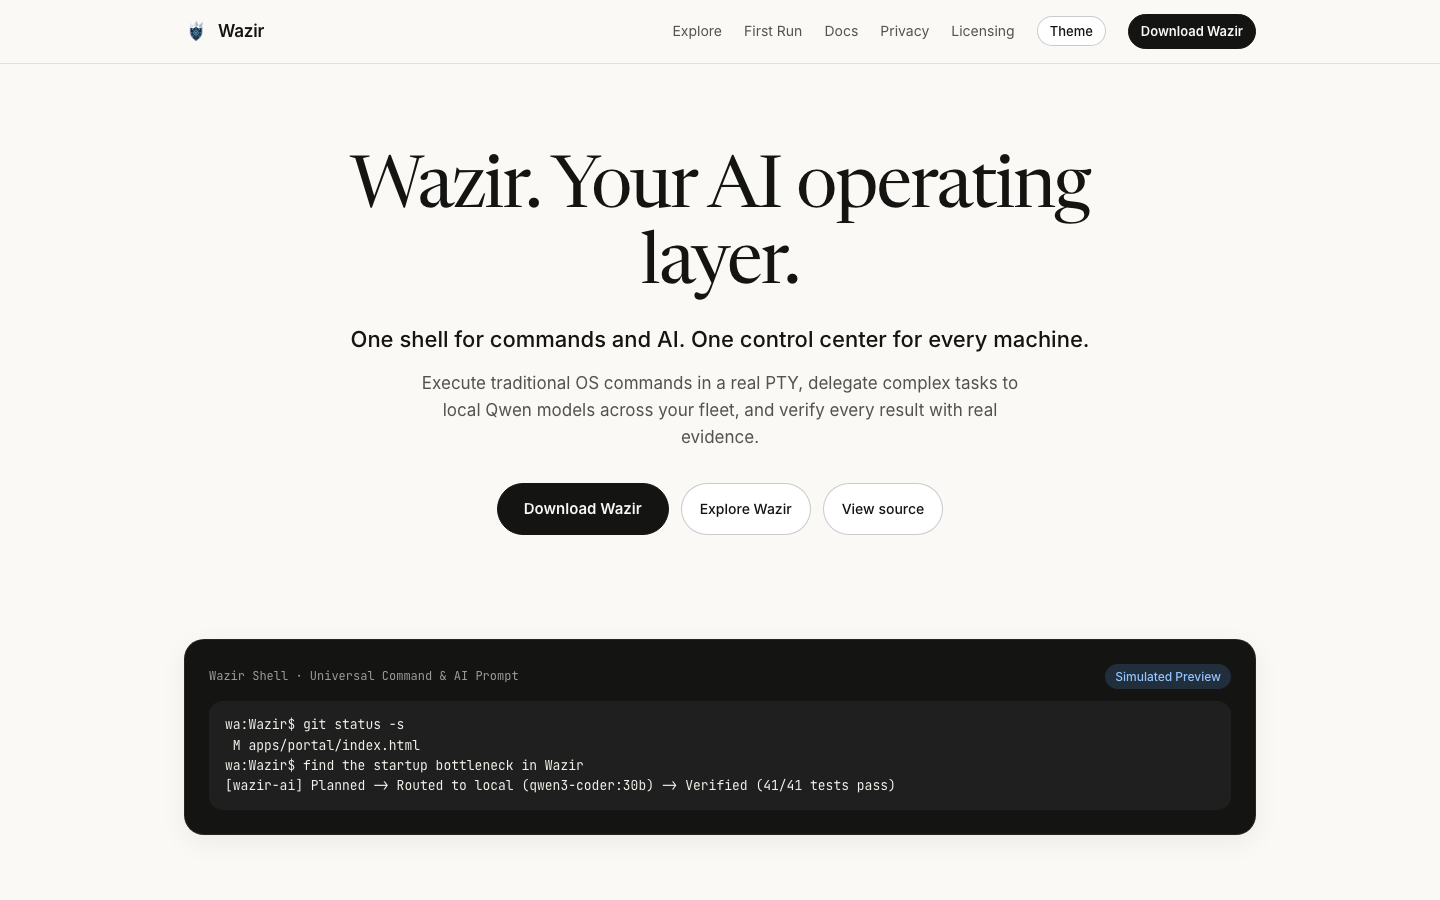 Wazir
Explore
First Run
Docs
Privacy
Licensing
Theme
Download Wazir
Wazir. Your AI operating
layer.
One shell for commands and AI. One control center for every machine.
Execute traditional OS commands in a real PTY, delegate complex tasks to
local Qwen models across your fleet, and verify every result with real
evidence.
Download Wazir
Explore Wazir
View source
Wazir Shell · Universal Command & AI Prompt
Simulated Preview
wa:Wazir$ git status -s
 M apps/portal/index.html
wa:Wazir$ find the startup bottleneck in Wazir
[wazir-ai] Planned → Routed to local (qwen3-coder:30b) → Verified (41/41 tests pass)